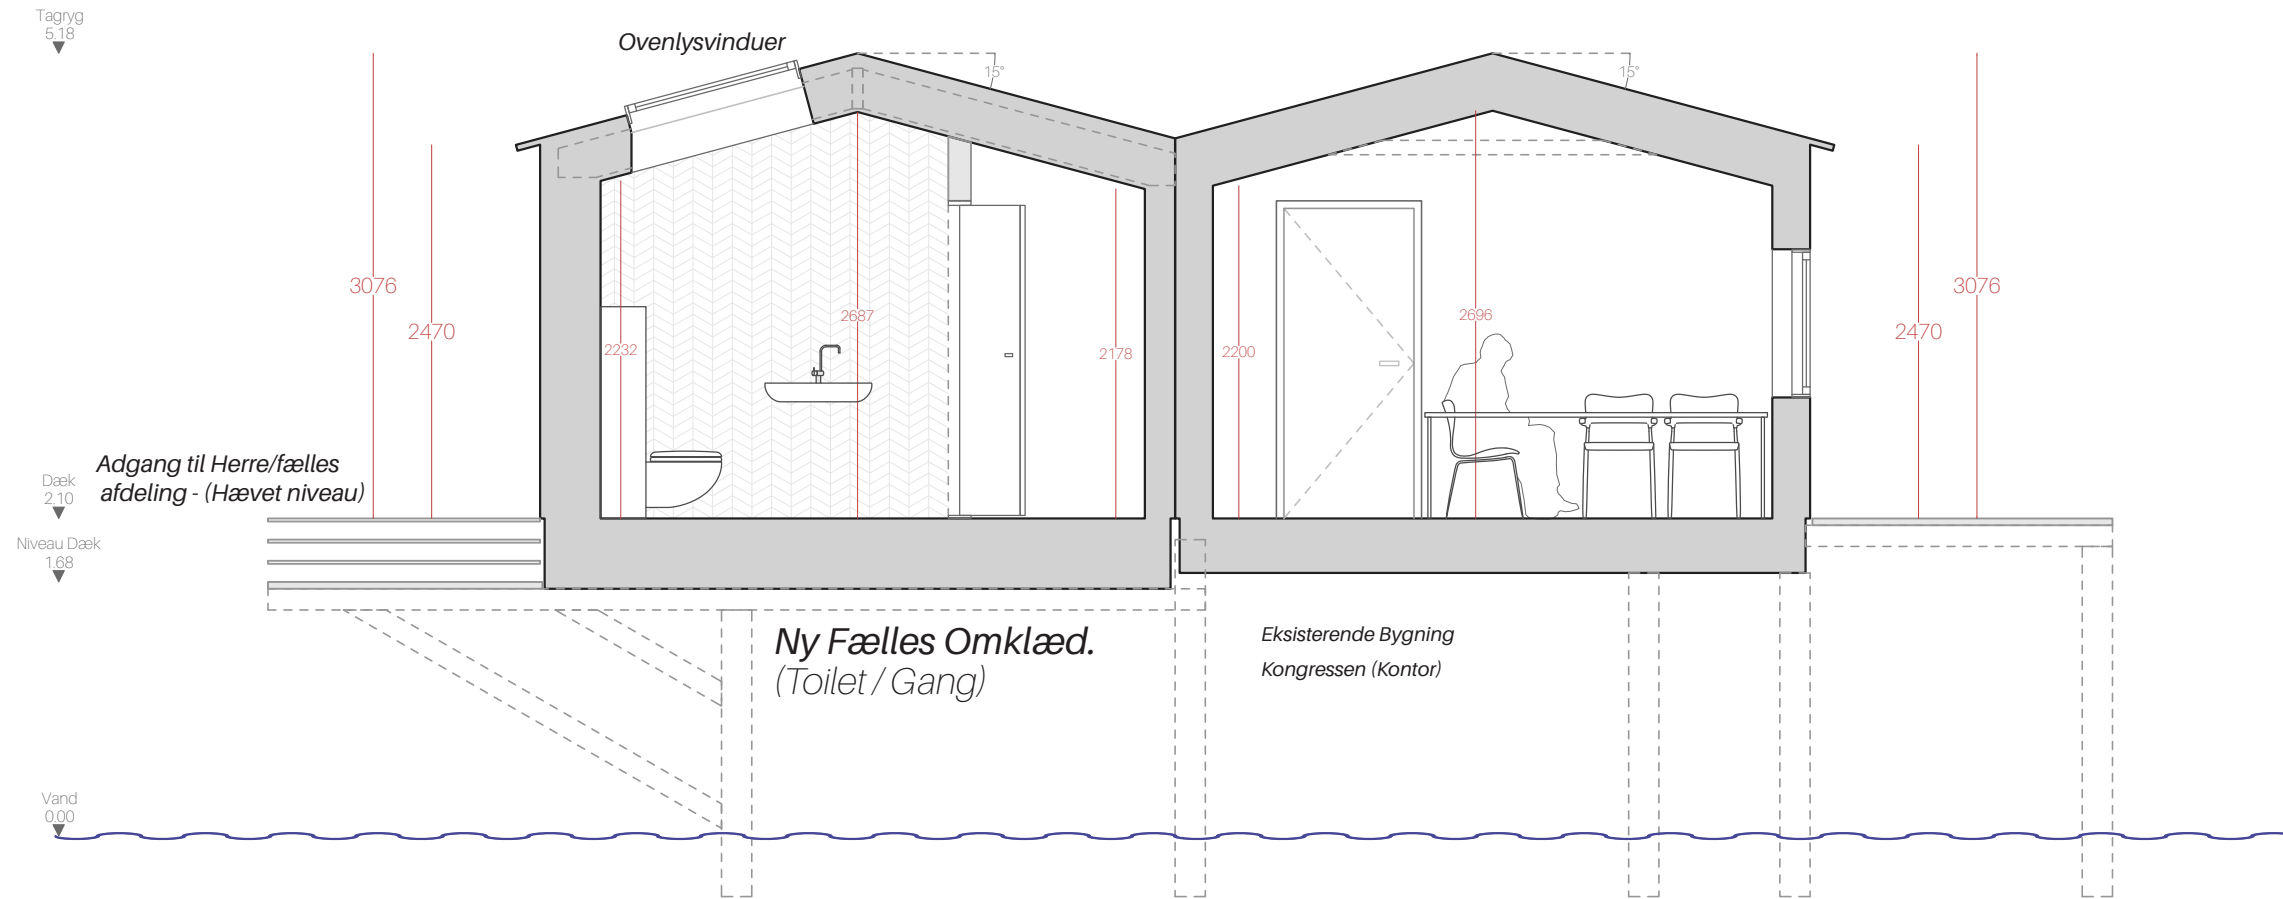 Tagryg
5.18
Ovenlysvinduer
15°
15°
3076
2470
2232
2687
2178
2200
2696
2470
3076
Adgang til Herre/fælles
afdeling - (Hævet niveau)
Dæk
2.10
Niveau Dæk
1.68
Ny Fælles Omklæd.
(Toilet / Gang)
Eksisterende Bygning
Kongressen (Kontor)
Vand
0.00